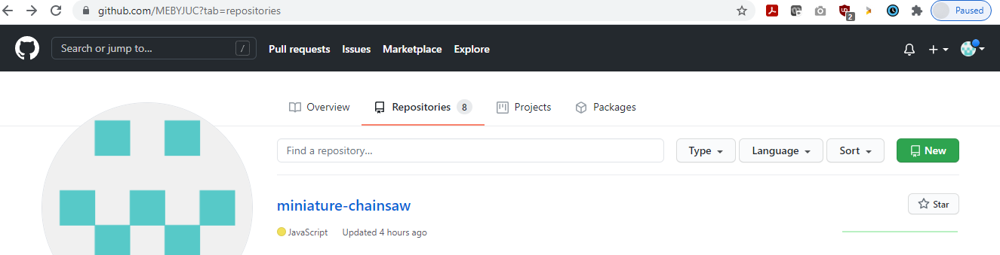 github.com/MEBYJUC?tab=repositories
2
Paused
Search or jump to... /
Pull requests Issues Marketplace Explore
Overview Repositories 8 Projects Packages
Find a repository... Type Language Sort New
miniature-chainsaw Star
JavaScript Updated 4 hours ago